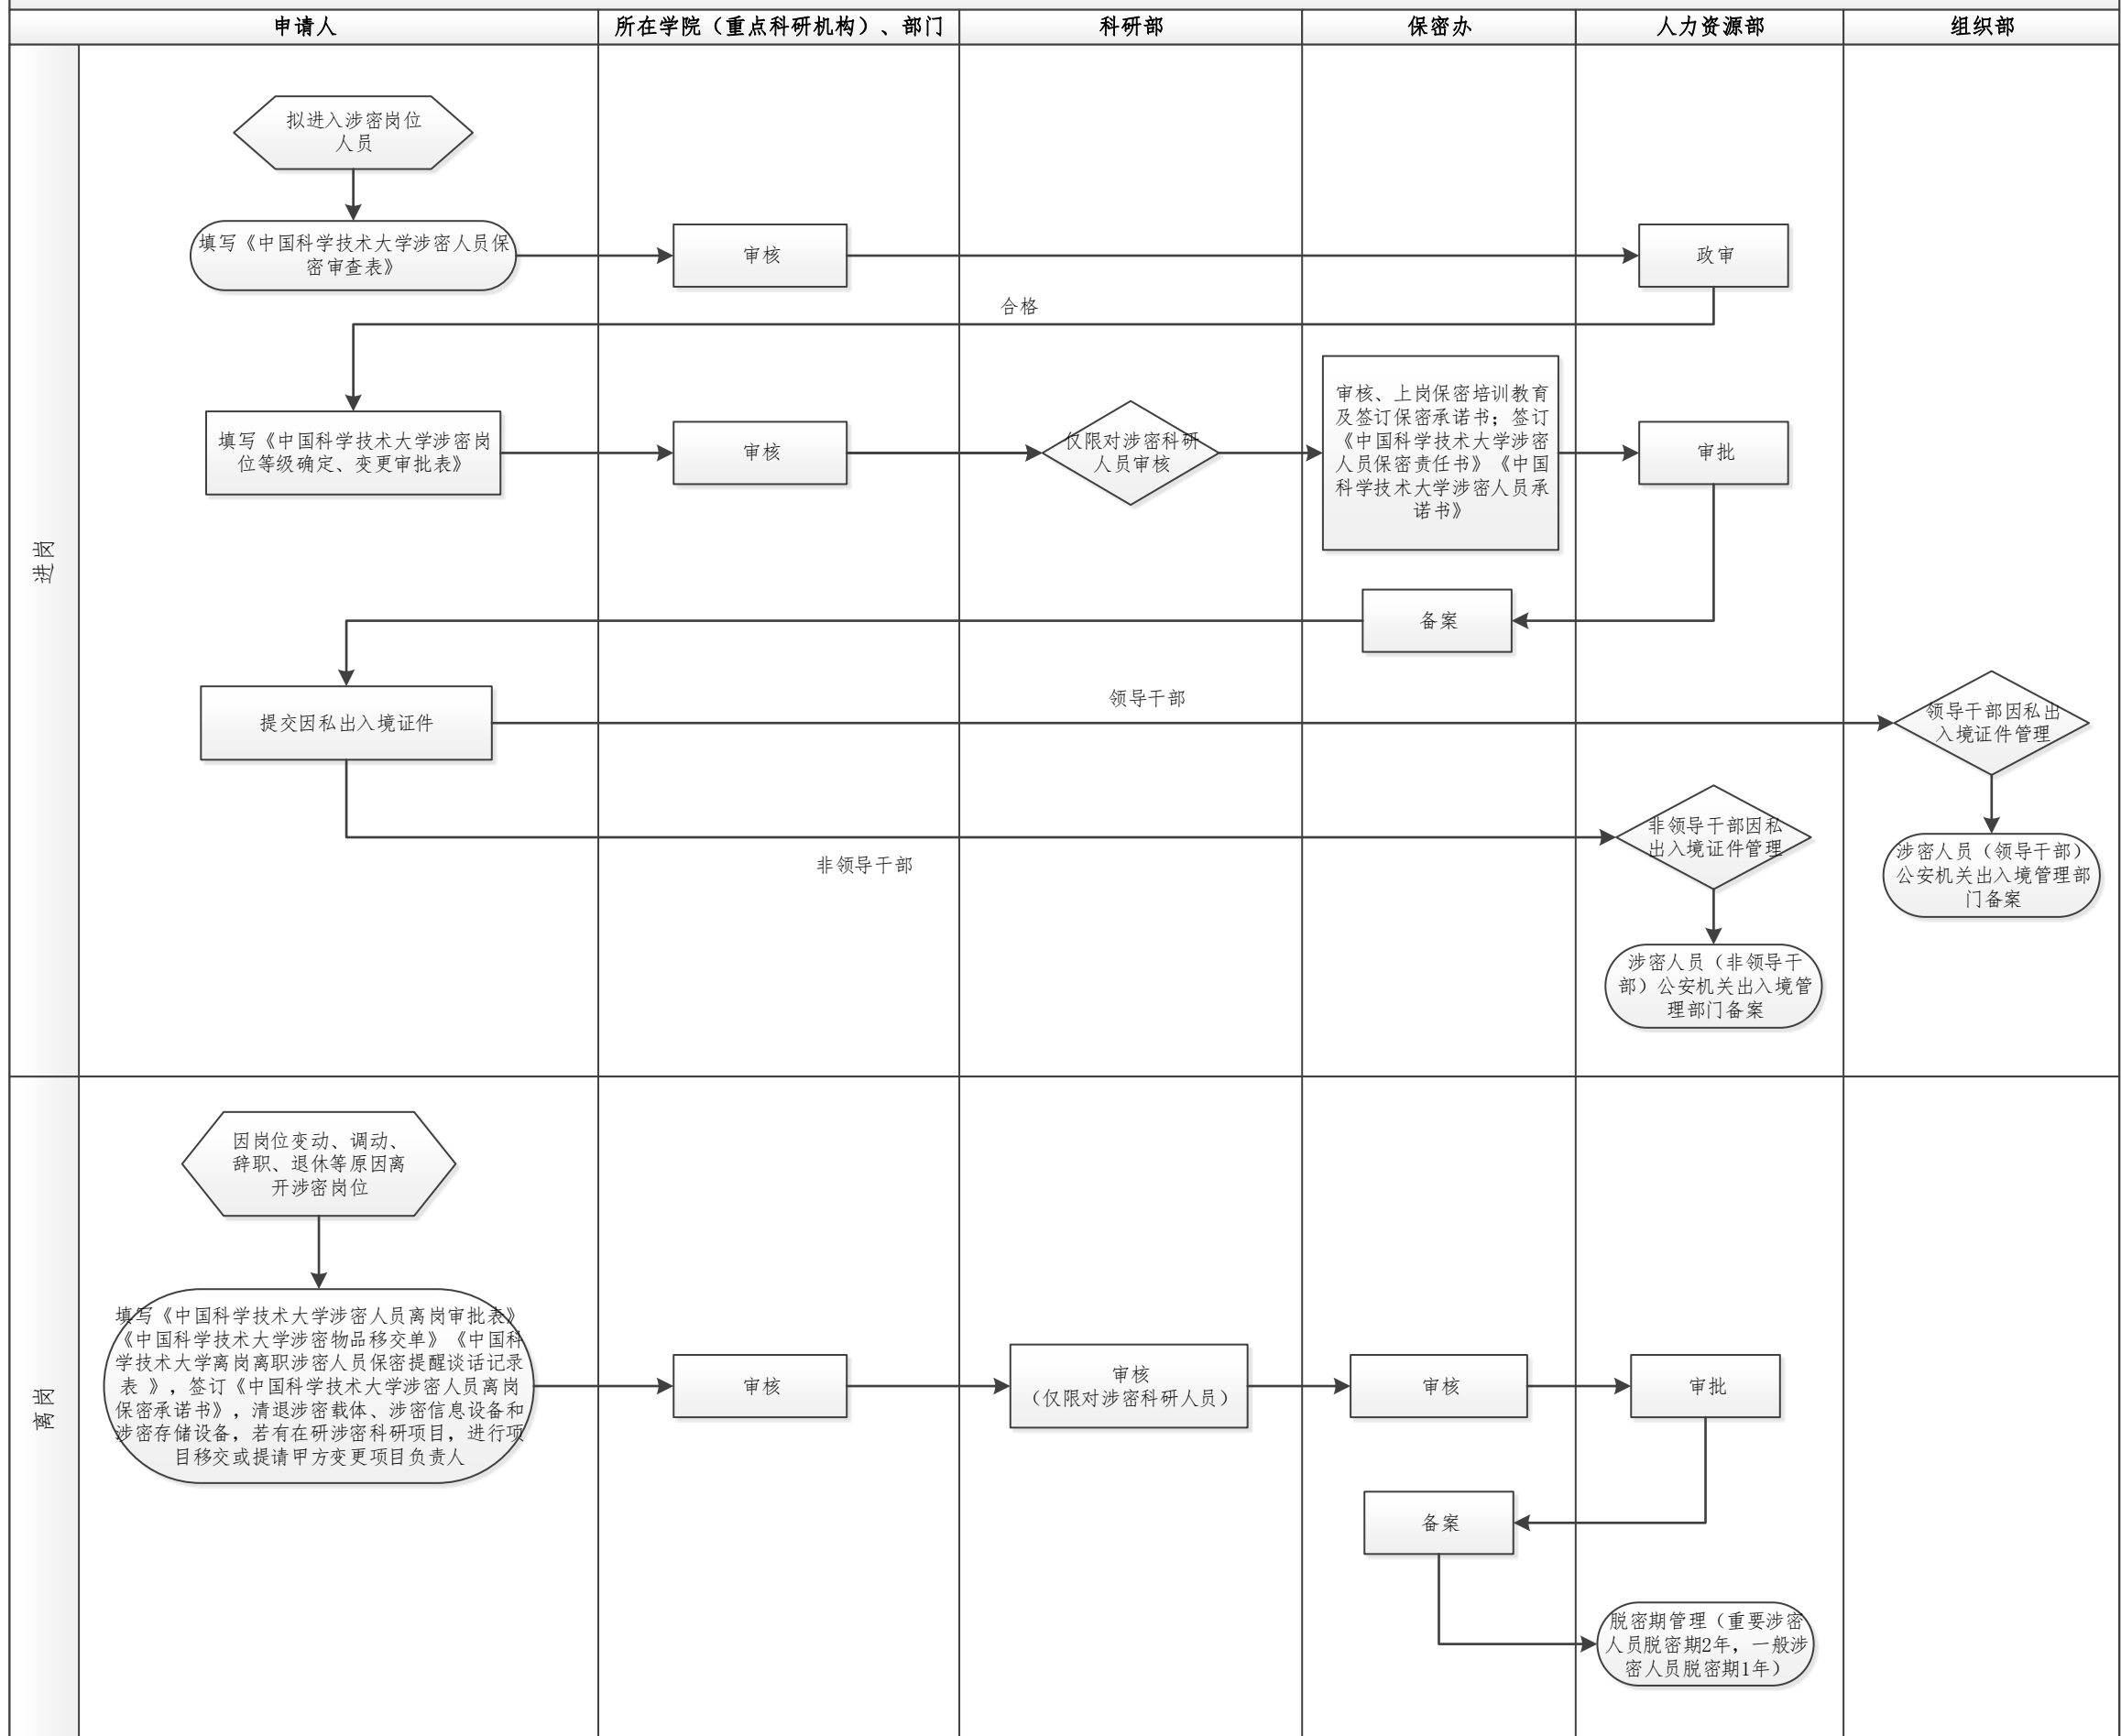 申请人
所在学院（重点科研机构）、部门
科研部
保密办
人力资源部
组织部
进岗
拟进入涉密岗位
人员
填写《中国科学技术大学涉密人员保
密审查表》
审核
政审
合格
填写《中国科学技术大学涉密岗
位等级确定、变更审批表》
审核
仅限对涉密科研
人员审核
审核、上岗保密培训教育
及签订保密承诺书；签订
《中国科学技术大学涉密
人员保密责任书》《中国
科学技术大学涉密人员承
诺书》
审批
备案
提交因私出入境证件
领导干部
领导干部因私出
入境证件管理
非领导干部
非领导干部因私
出入境证件管理
涉密人员（领导干部）
公安机关出入境管理部
门备案
涉密人员（非领导干
部）公安机关出入境管
理部门备案
离岗
因岗位变动、调动、
辞职、退休等原因离
开涉密岗位
填写《中国科学技术大学涉密人员离岗审批表》
《中国科学技术大学涉密物品移交单》《中国科
学技术大学离岗离职涉密人员保密提醒谈话记录
表 》，签订《中国科学技术大学涉密人员离岗
保密承诺书》，清退涉密载体、涉密信息设备和
涉密存储设备，若有在研涉密科研项目，进行项
目移交或提请甲方变更项目负责人
审核
审核
（仅限对涉密科研人员）
审核
审批
备案
脱密期管理（重要涉密
人员脱密期2年，一般涉
密人员脱密期1年）